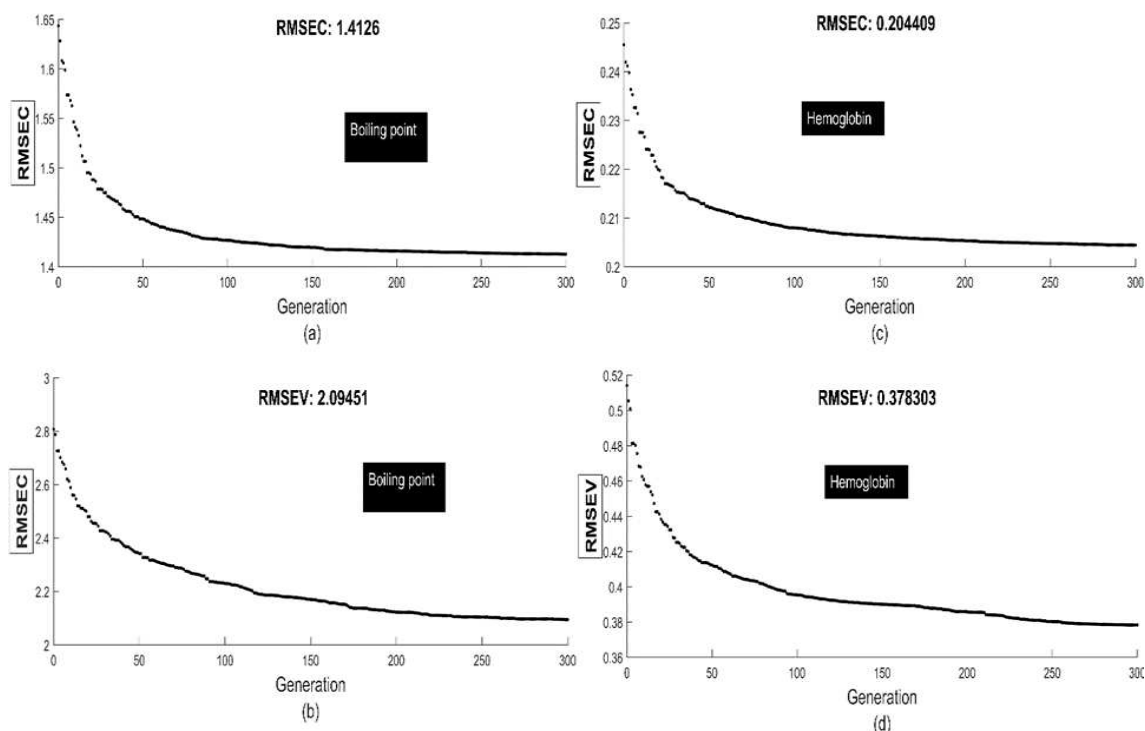 RMSEC: 1.4126
1.65
1.6
1.55
1.5
1.45
1.4
RMSEC
Boiling point
0
50
100
150
200
250
300
Generation
(a)
RMSEC: 0.204409
0.25
0.24
0.23
0.22
0.21
0.2
RMSEC
Hemoglobin
0
50
100
150
200
250
300
Generation
(c)
RMSEV: 2.09451
3
2.8
2.6
2.4
2.2
2
RMSEC
Boiling point
0
50
100
150
200
250
300
Generation
(b)
RMSEV: 0.378303
0.52
0.5
0.48
0.46
0.44
0.42
0.4
0.38
0.36
RMSEV
Hemoglobin
0
50
100
150
200
250
300
Generation
(d)